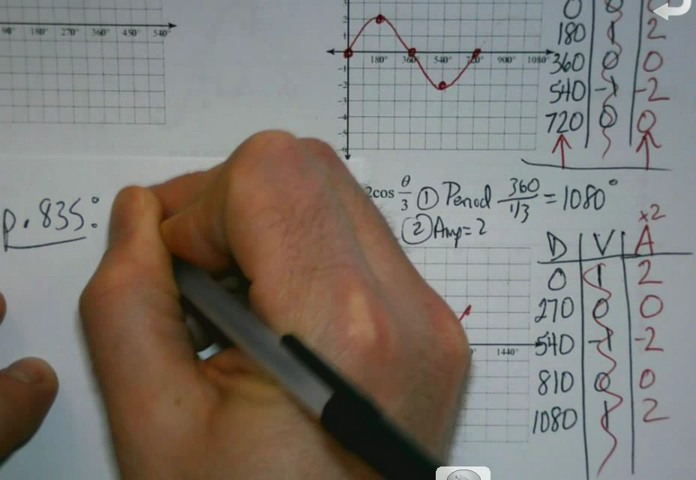 90° 180° 270° 360° 450° 540°
180° 360° 540° 720° 900° 1080°
0 0
180 1 2
360 0 0
540 -1 -2
720 0 0
2cos θ/3 ① Period 360/1/3 = 1080°
② Amp=2
p. 835:
x2
D V A
0 1 2
270 0 0
540 -1 -2
810 0 0
1080 1 2
1440°